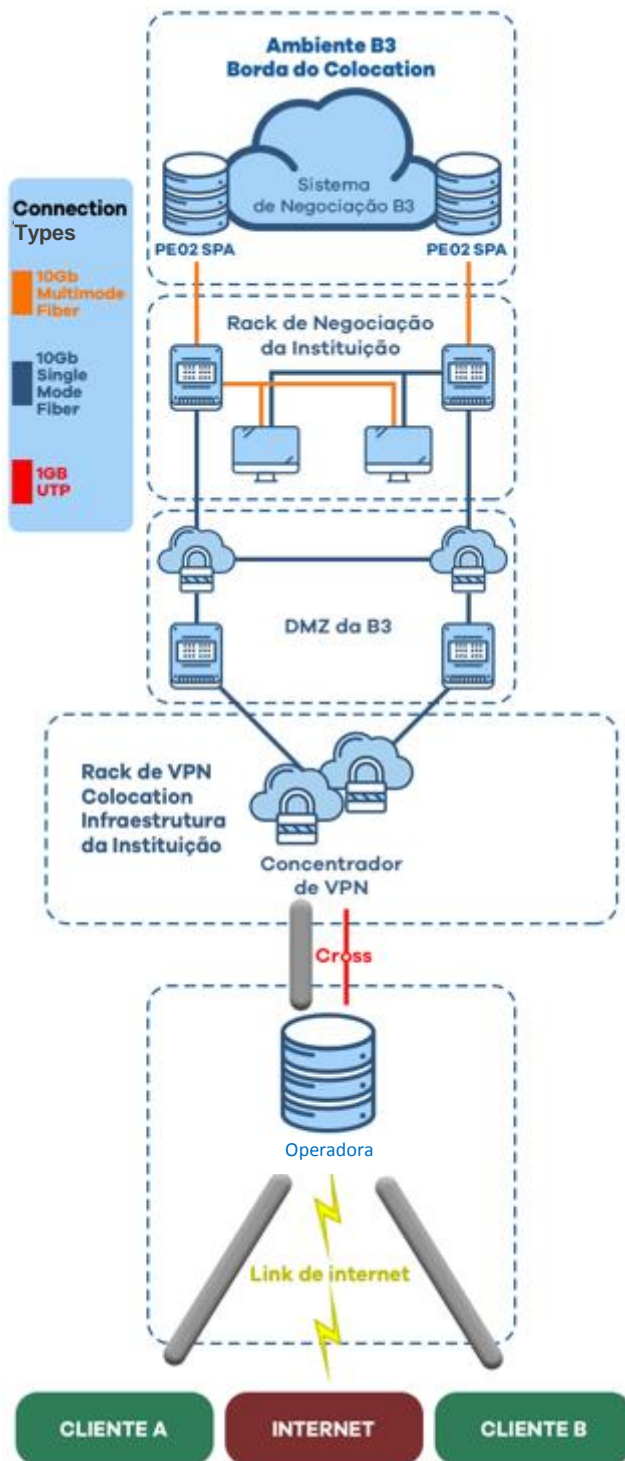 Ambiente B3
Borda do Colocation
Sistema
de Negociação B3
PE02 SPA
PE02 SPA
Connection
Types
10Gb
Multimode
Fiber
10Gb
Single
Mode
Fiber
1GB
UTP
Rack de Negociação
da Instituição
DMZ da B3
Rack de VPN
Colocation
Infraestrutura
da Instituição
Concentrador
de VPN
Cross
Operadora
Link de internet
CLIENTE A
INTERNET
CLIENTE B